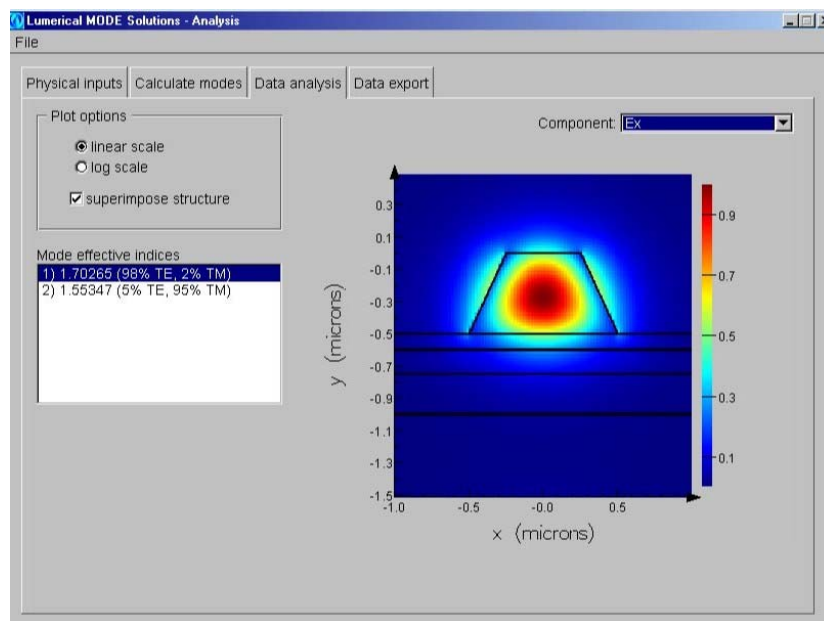 Lumerical MODE Solutions - Analysis
File
Physical inputs
Calculate modes
Data analysis
Data export
Plot options
linear scale
log scale
superimpose structure
Mode effective indices
1) 1.70265 (98% TE, 2% TM)
2) 1.55347 (5% TE, 95% TM)
Component: Ex
0.3
0.1
-0.1
-0.3
-0.5
-0.7
-0.9
-1.1
-1.3
-1.5
y (microns)
-1.0 -0.5 -0.0 0.5
x (microns)
0.9
0.7
0.5
0.3
0.1